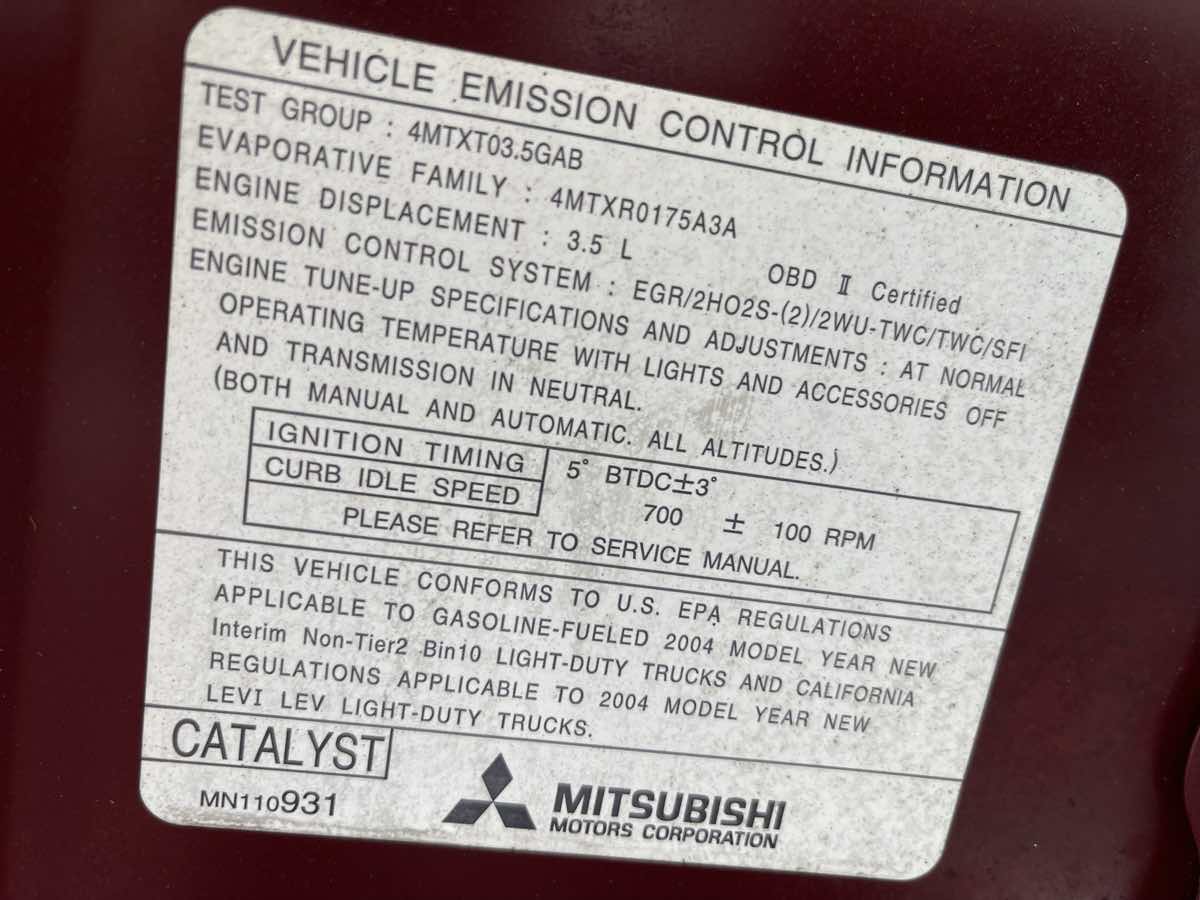 VEHICLE EMISSION CONTROL INFORMATION
TEST GROUP : 4MTXT03.5GAB
EVAPORATIVE FAMILY : 4MTXR0175A3A
ENGINE DISPLACEMENT : 3.5 L OBD Ⅱ Certified
EMISSION CONTROL SYSTEM : EGR/2HO2S-(2)/2WU-TWC/TWC/SFI
ENGINE TUNE-UP SPECIFICATIONS AND ADJUSTMENTS : AT NORMAL
OPERATING TEMPERATURE WITH LIGHTS AND ACCESSORIES OFF
AND TRANSMISSION IN NEUTRAL.
(BOTH MANUAL AND AUTOMATIC. ALL ALTITUDES.)
IGNITION TIMING 5° BTDC±3°
CURB IDLE SPEED 700 ± 100 RPM
PLEASE REFER TO SERVICE MANUAL.
THIS VEHICLE CONFORMS TO U.S. EPA REGULATIONS
APPLICABLE TO GASOLINE-FUELED 2004 MODEL YEAR NEW
Interim Non-Tier2 Bin10 LIGHT-DUTY TRUCKS AND CALIFORNIA
REGULATIONS APPLICABLE TO 2004 MODEL YEAR NEW
LEVI LEV LIGHT-DUTY TRUCKS.
CATALYST
MN110931
MITSUBISHI
MOTORS CORPORATION